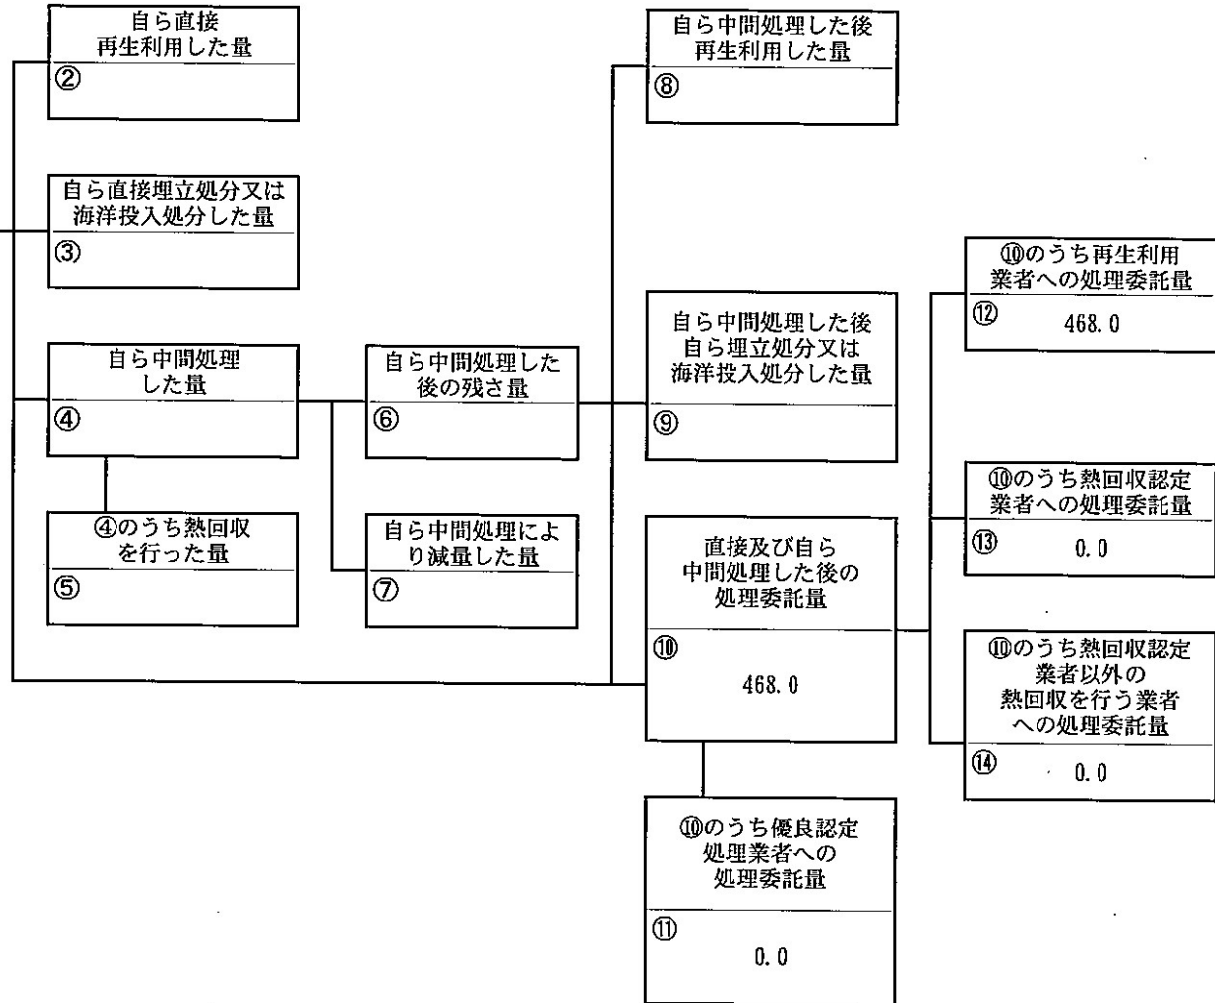 自ら直接
再生利用した量
②
自ら直接埋立処分又は
海洋投入処分した量
③
自ら中間処理
した量
④
④のうち熱回収
を行った量
⑤
自ら中間処理した
後の残さ量
⑥
自ら中間処理によ
り減量した量
⑦
自ら中間処理した後
再生利用した量
⑧
自ら中間処理した後
自ら埋立処分又は
海洋投入処分した量
⑨
直接及び自ら
中間処理した後の
処理委託量
⑩
468.0
⑩のうち優良認定
処理業者への
処理委託量
⑪
0.0
⑩のうち再生利用
業者への処理委託量
⑫ 468.0
⑩のうち熱回収認定
業者への処理委託量
⑬ 0.0
⑩のうち熱回収認定
業者以外の
熱回収を行う業者
への処理委託量
⑭ 0.0